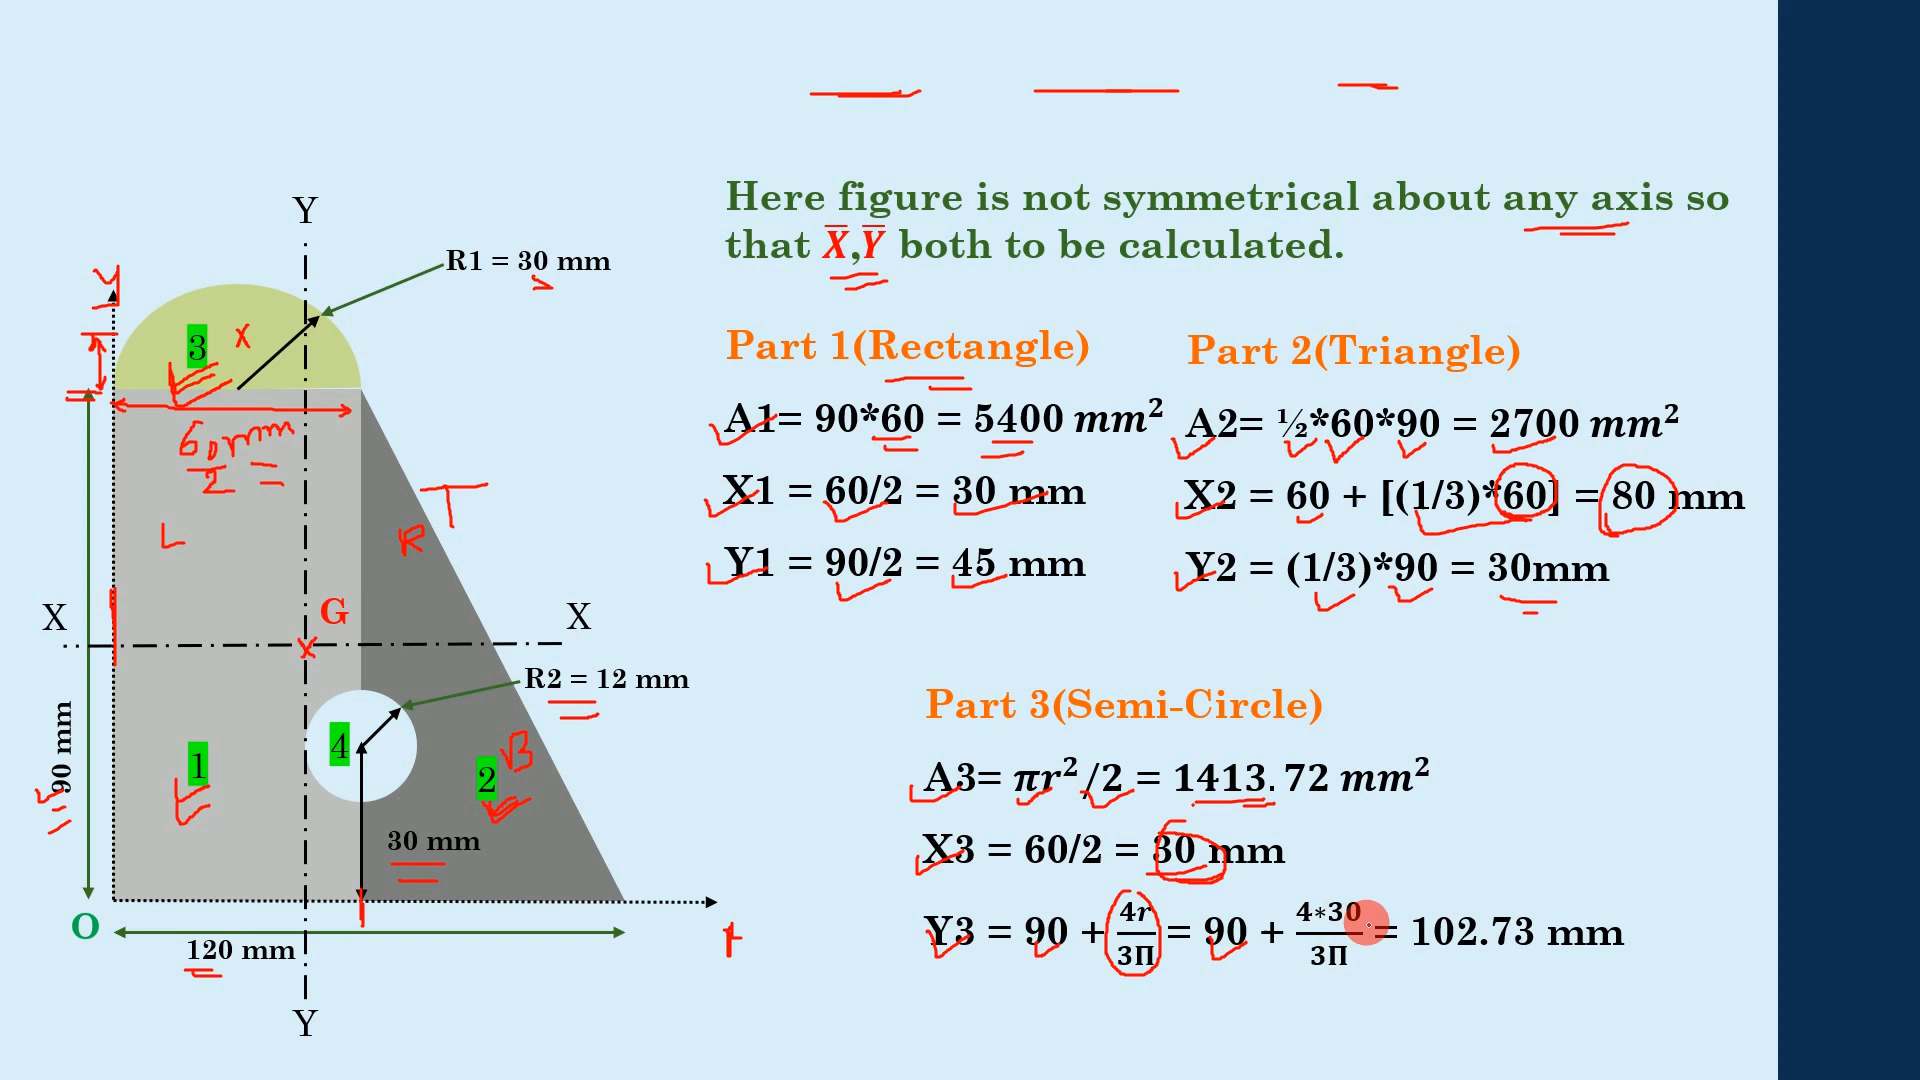 Here figure is not symmetrical about any axis so
that X̅,Y̅ both to be calculated.
Part 1(Rectangle)
A1= 90*60 = 5400 mm²
X1 = 60/2 = 30 mm
Y1 = 90/2 = 45 mm
Part 2(Triangle)
A2= ½*60*90 = 2700 mm²
X2 = 60 + [(1/3)*60] = 80 mm
Y2 = (1/3)*90 = 30mm
Part 3(Semi-Circle)
A3= πr²/2 = 1413.72 mm²
X3 = 60/2 = 30 mm
Y3 = 90 + 4r/3Π = 90 + 4*30/3Π = 102.73 mm
Y
R1 = 30 mm
y
3
x
60mm
2
L
R
T
G
X
X
x
R2 = 12 mm
90 mm
1
4
2
30 mm
O
120 mm
Y